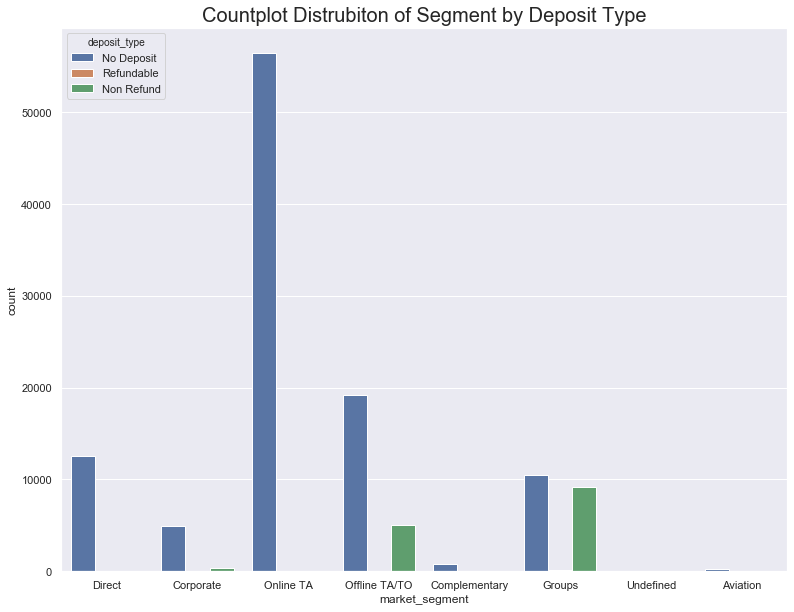 Countplot Distrubiton of Segment by Deposit Type
deposit_type
No Deposit
Refundable
Non Refund
50000
40000
30000
20000
10000
0
count
Direct Corporate Online TA Offline TA/TO Complementary Groups Undefined Aviation
market_segment